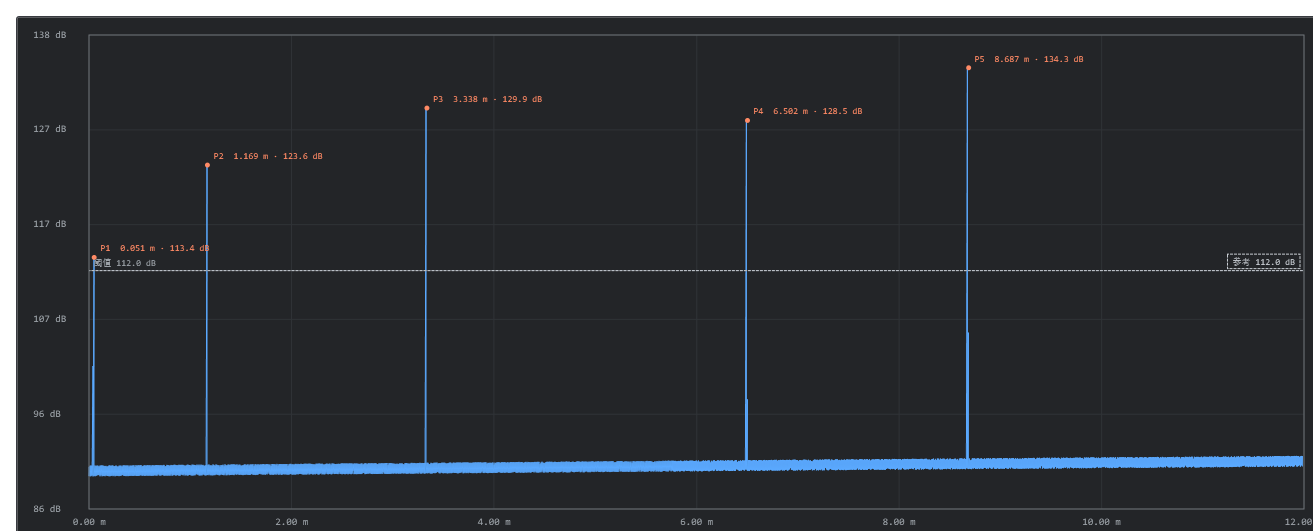 138 dB
P5 8.687 m · 134.3 dB
P3 3.338 m · 129.9 dB
P4 6.502 m · 128.5 dB
127 dB
P2 1.169 m · 123.6 dB
117 dB
P1 0.051 m · 113.4 dB
阈值 112.0 dB
参考 112.0 dB
107 dB
96 dB
86 dB
0.00 m 2.00 m 4.00 m 6.00 m 8.00 m 10.00 m 12.00